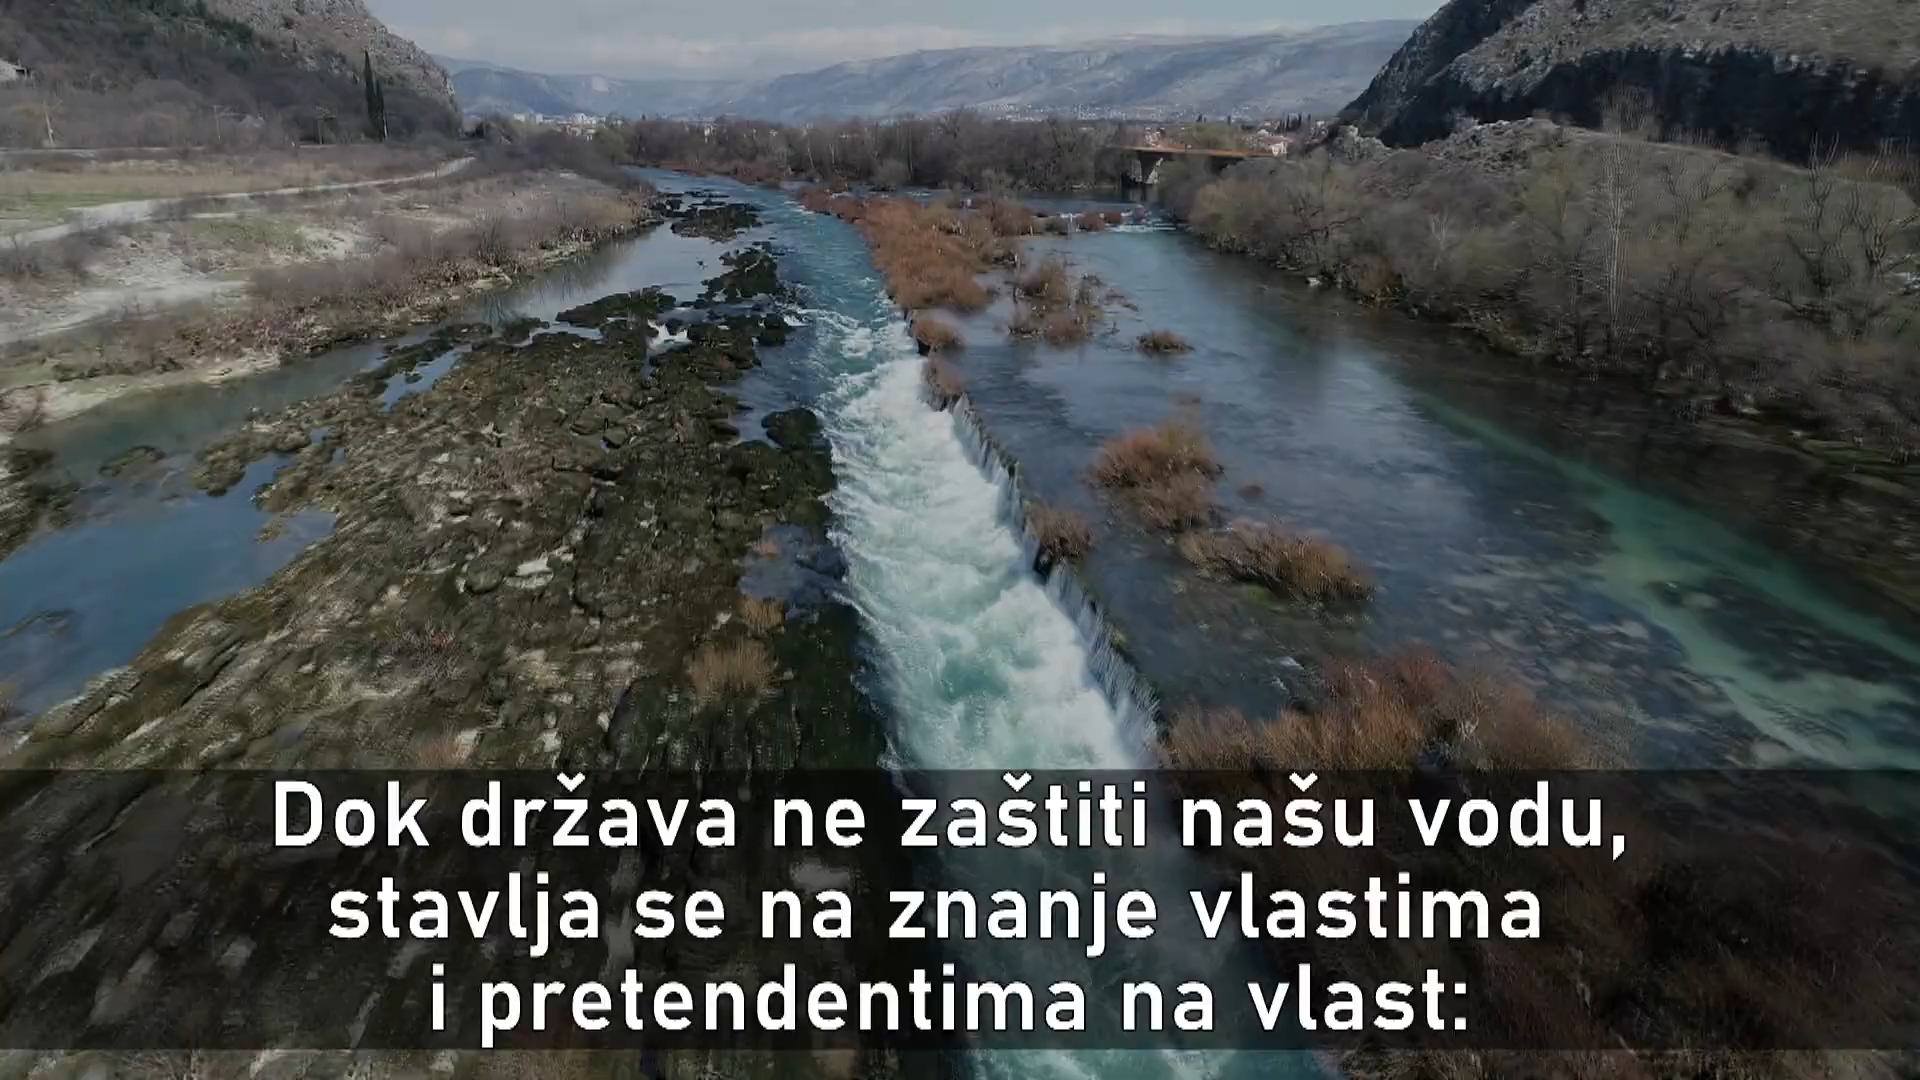 Dok država ne zaštiti našu vodu,
stavlja se na znanje vlastima
i pretendentima na vlast: